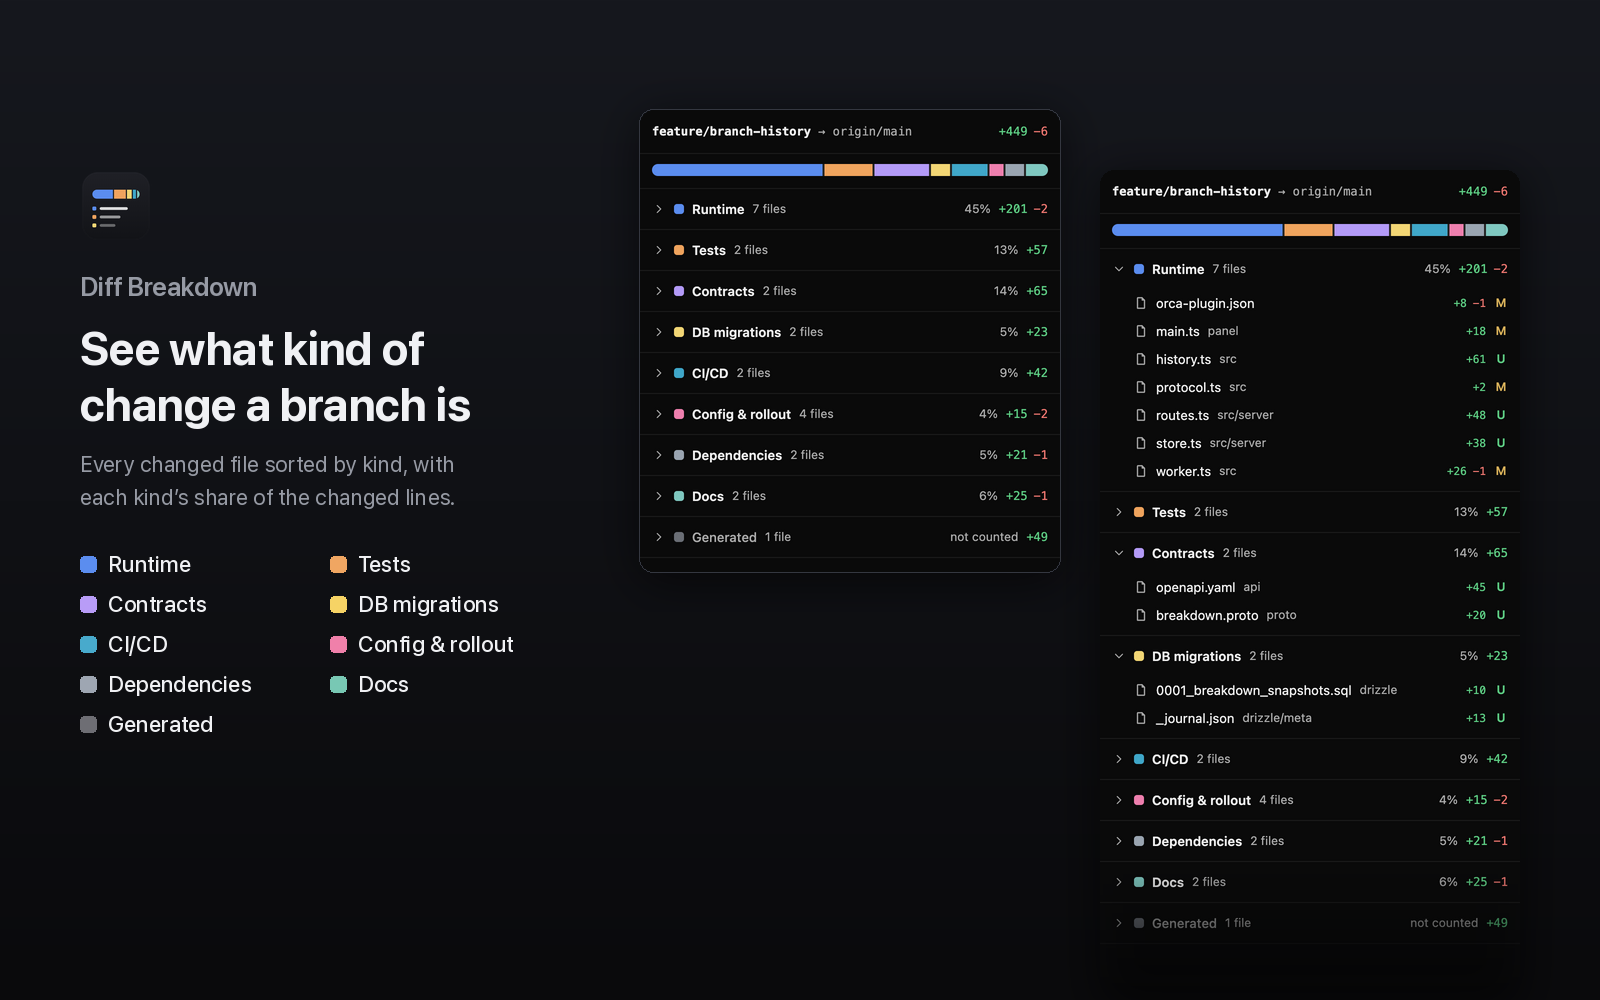 Diff Breakdown
See what kind of
change a branch is
Every changed file sorted by kind, with
each kind’s share of the changed lines.
Runtime
Tests
Contracts
DB migrations
CI/CD
Config & rollout
Dependencies
Docs
Generated
feature/branch-history → origin/main +449 −6
Runtime 7 files 45% +201 −2
Tests 2 files 13% +57
Contracts 2 files 14% +65
DB migrations 2 files 5% +23
CI/CD 2 files 9% +42
Config & rollout 4 files 4% +15 −2
Dependencies 2 files 5% +21 −1
Docs 2 files 6% +25 −1
Generated 1 file not counted +49
feature/branch-history → origin/main +449 −6
Runtime 7 files 45% +201 −2
orca-plugin.json +8 −1 M
main.ts panel +18 M
history.ts src +61 U
protocol.ts src +2 M
routes.ts src/server +48 U
store.ts src/server +38 U
worker.ts src +26 −1 M
Tests 2 files 13% +57
Contracts 2 files 14% +65
openapi.yaml api +45 U
breakdown.proto proto +20 U
DB migrations 2 files 5% +23
0001_breakdown_snapshots.sql drizzle +10 U
_journal.json drizzle/meta +13 U
CI/CD 2 files 9% +42
Config & rollout 4 files 4% +15 −2
Dependencies 2 files 5% +21 −1
Docs 2 files 6% +25 −1
Generated 1 file not counted +49